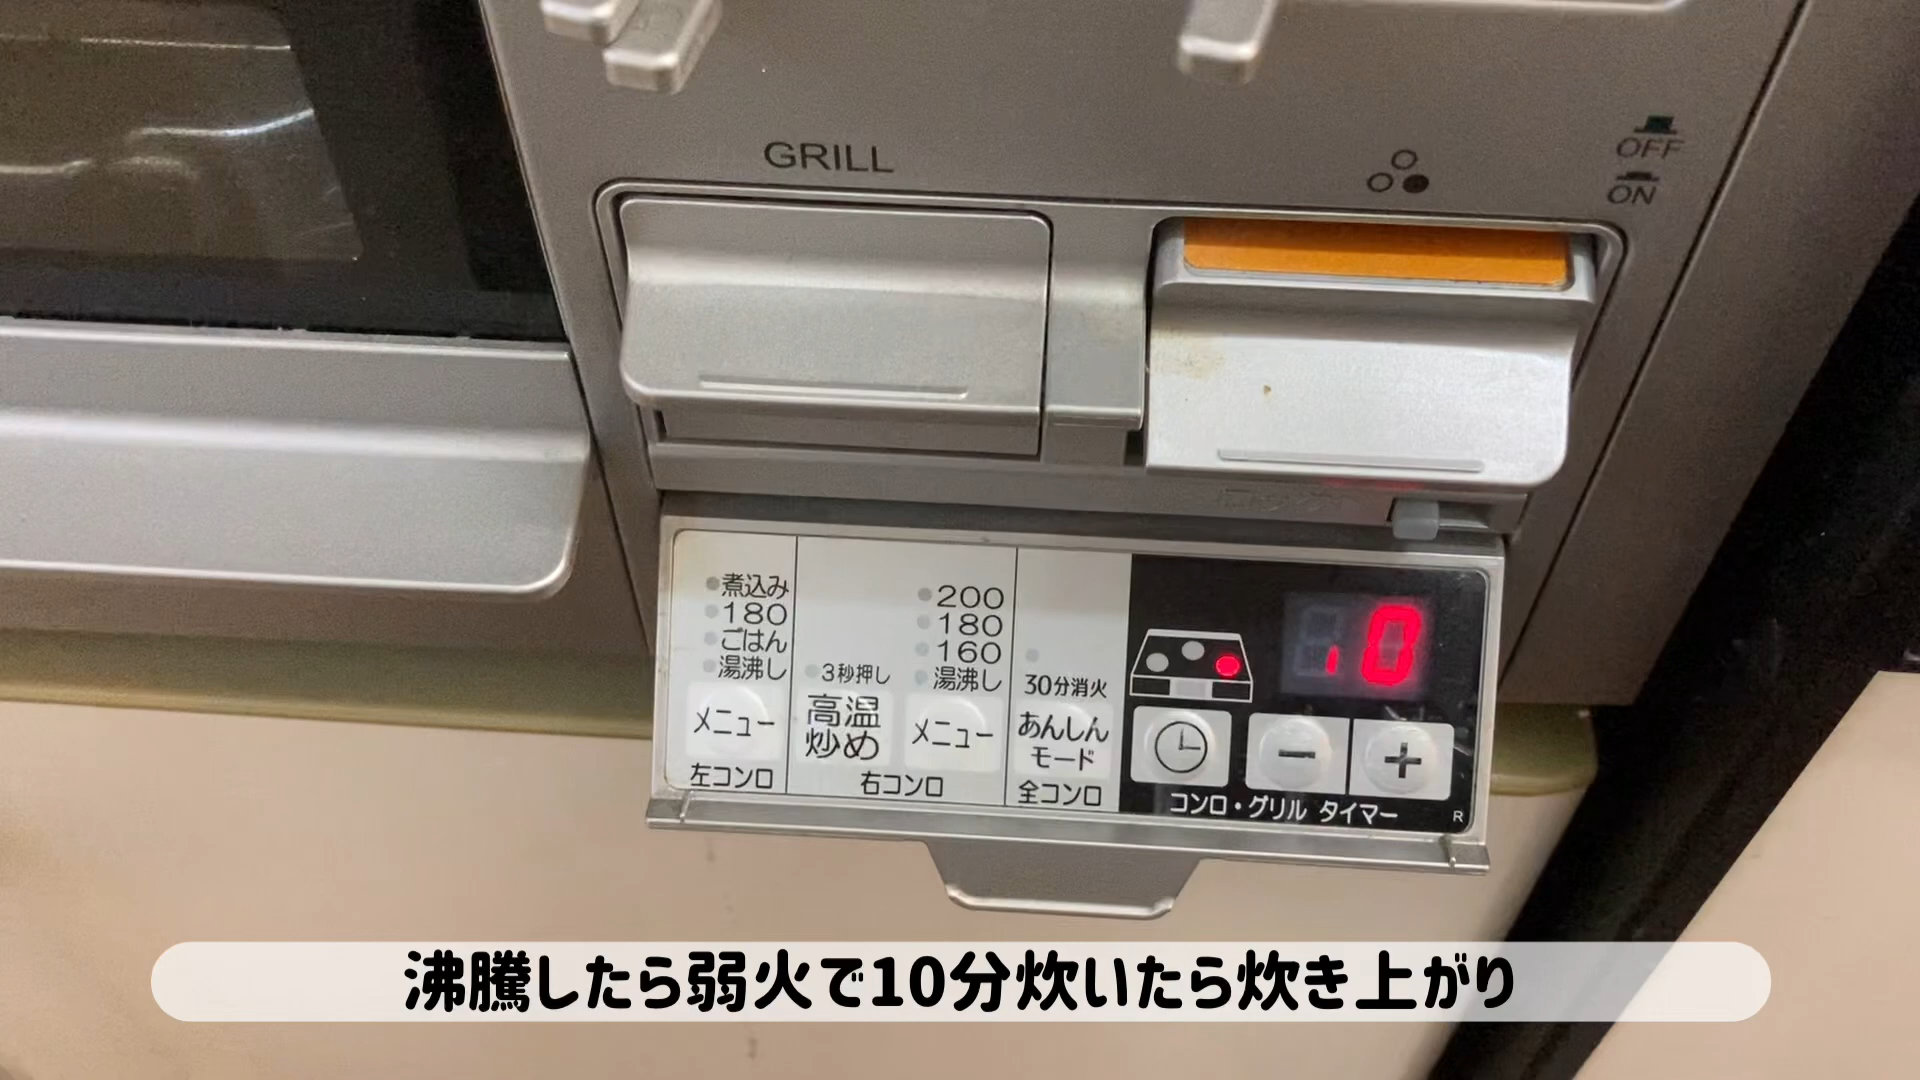 GRILL
OFF
ON
煮込み
180
ごはん
湯沸し
メニュー
左コンロ
3秒押し
高温
炒め
200
180
160
湯沸し
メニュー
右コンロ
30分消火
あんしん
モード
全コンロ
10
コンロ・グリル タイマー
R
沸騰したら弱火で10分炊いたら炊き上がり